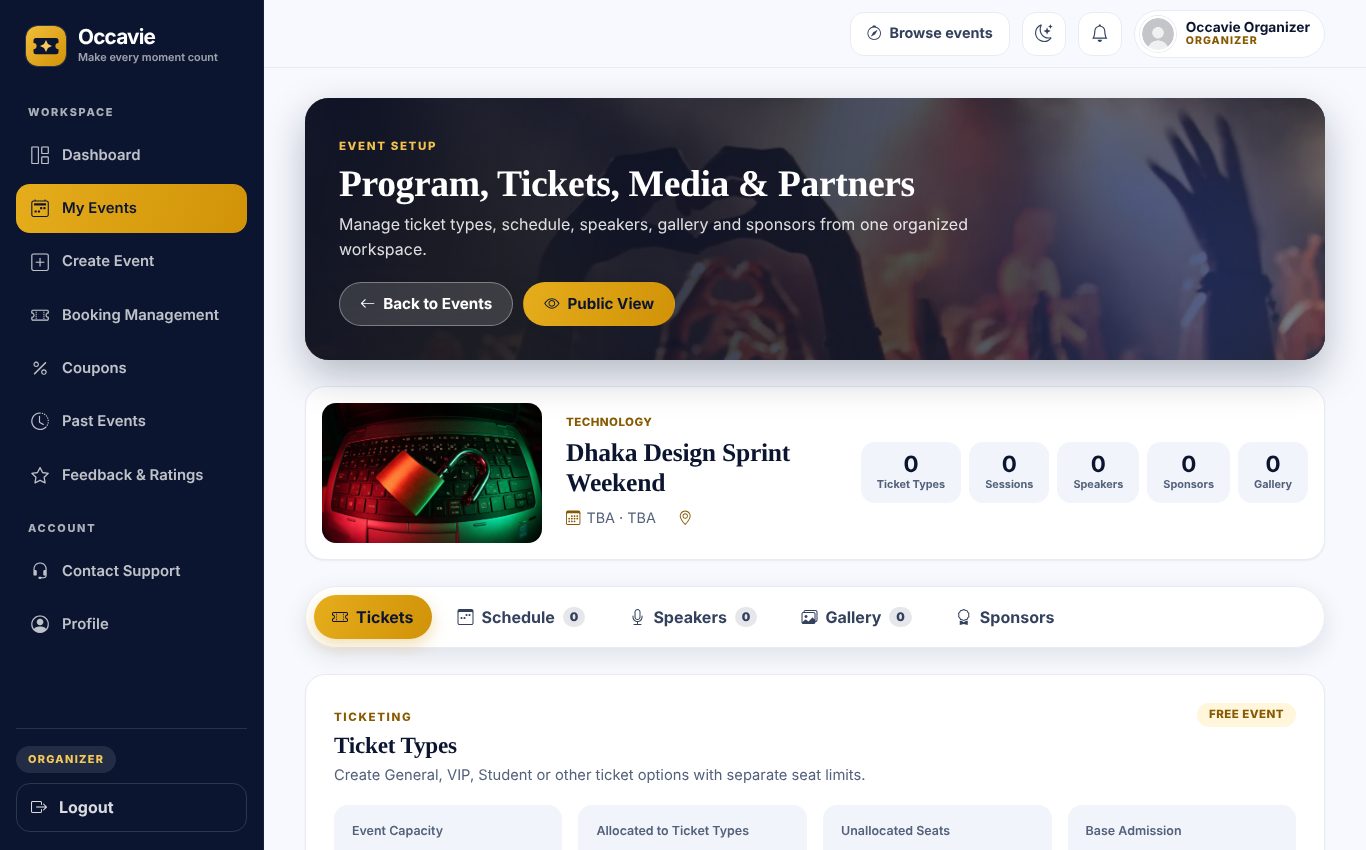 Occavie
Make every moment count
WORKSPACE
Dashboard
My Events
Create Event
Booking Management
Coupons
Past Events
Feedback & Ratings
ACCOUNT
Contact Support
Profile
ORGANIZER
Logout
Browse events
Occavie Organizer
ORGANIZER
EVENT SETUP
Program, Tickets, Media & Partners
Manage ticket types, schedule, speakers, gallery and sponsors from one organized
workspace.
Back to Events
Public View
TECHNOLOGY
Dhaka Design Sprint
Weekend
TBA · TBA
0
Ticket Types
0
Sessions
0
Speakers
0
Sponsors
0
Gallery
Tickets
Schedule 0
Speakers 0
Gallery 0
Sponsors
TICKETING
FREE EVENT
Ticket Types
Create General, VIP, Student or other ticket options with separate seat limits.
Event Capacity
Allocated to Ticket Types
Unallocated Seats
Base Admission